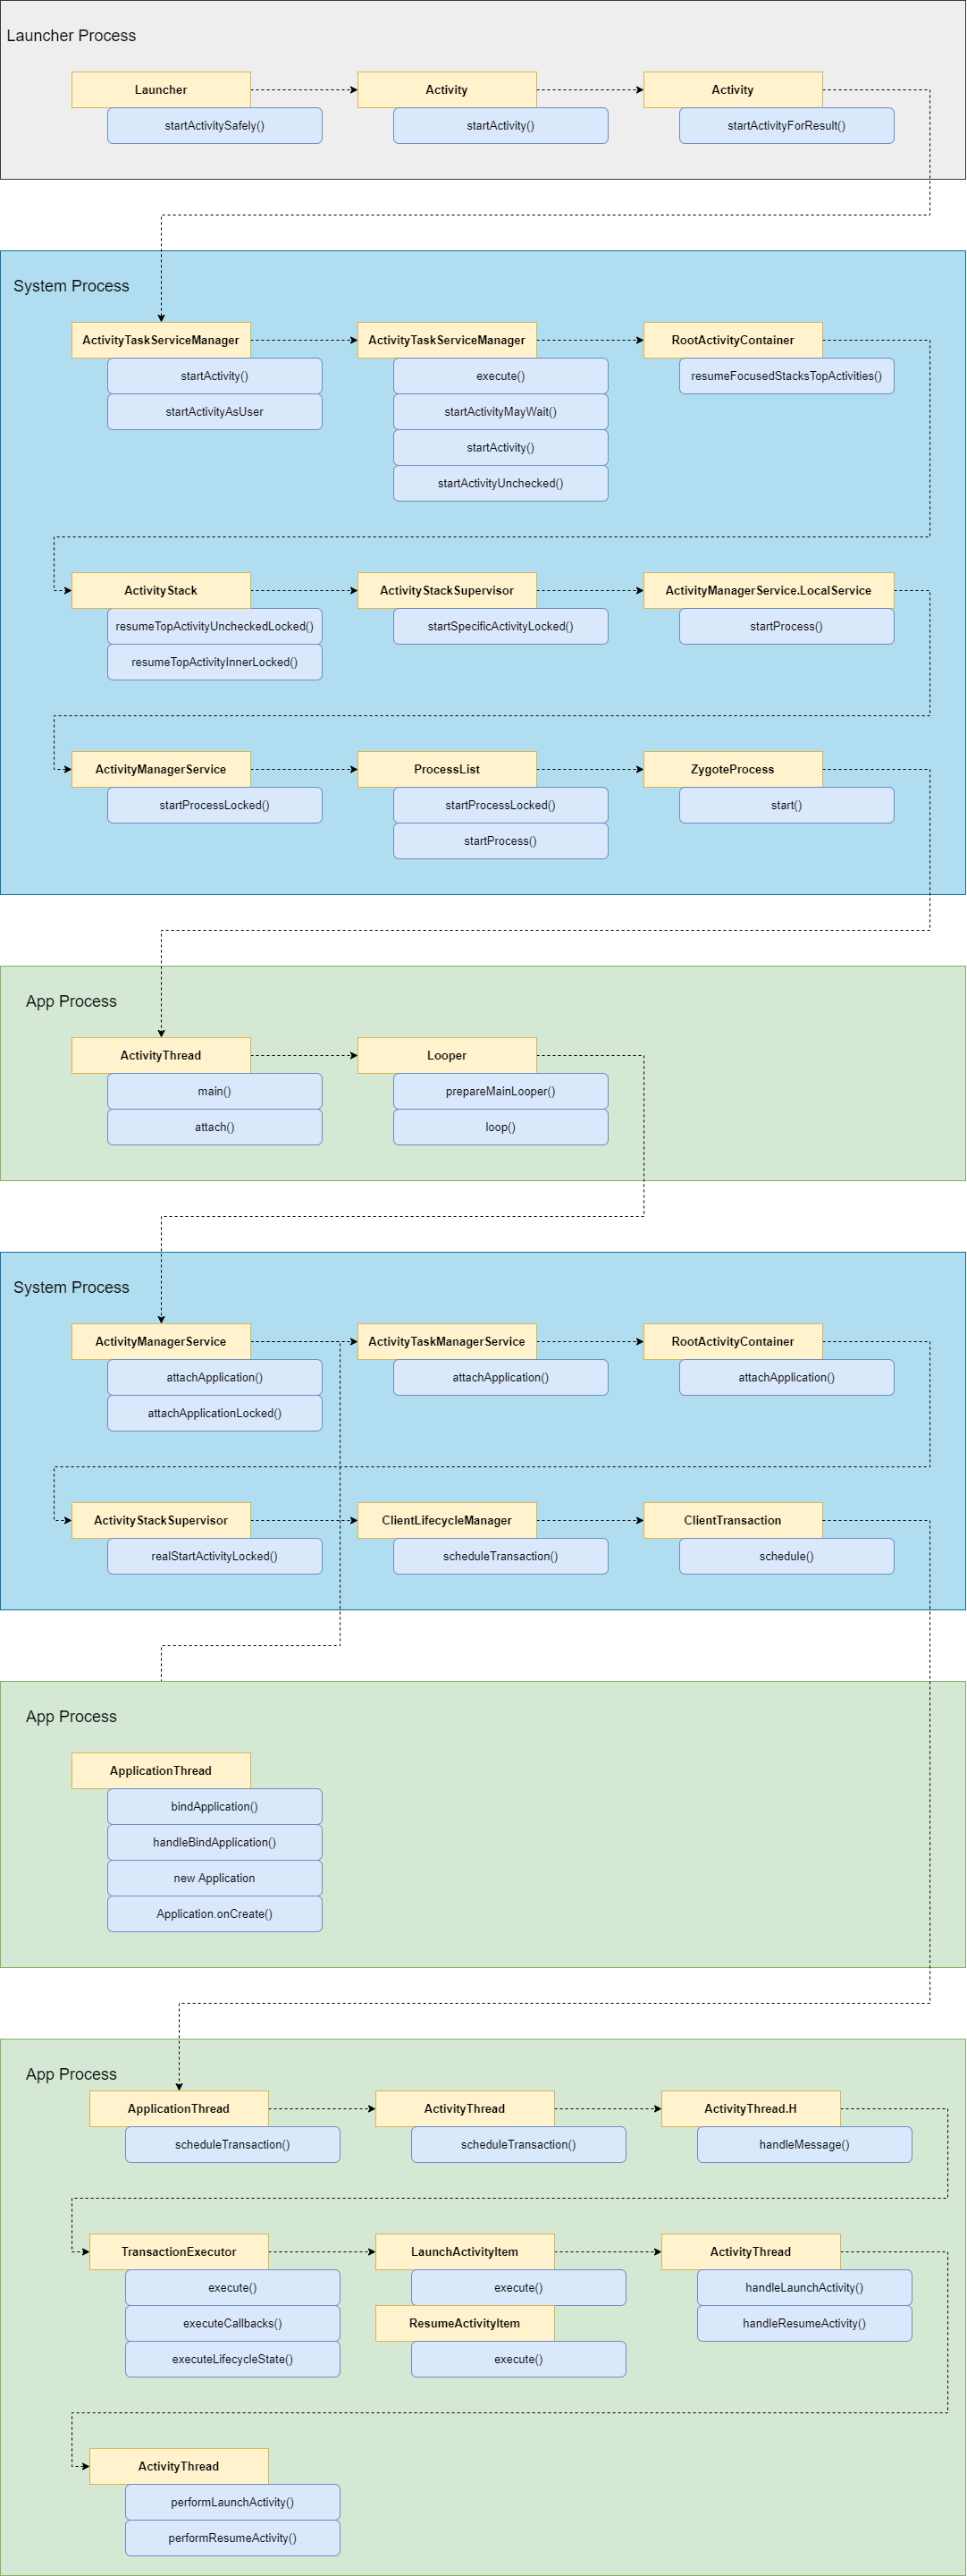 Launcher Process
Launcher
Activity
Activity
startActivitySafely()
startActivity()
startActivityForResult()
System Process
ActivityTaskServiceManager
ActivityTaskServiceManager
RootActivityContainer
startActivity()
execute()
resumeFocusedStacksTopActivities()
startActivityAsUser
startActivityMayWait()
startActivity()
startActivityUnchecked()
ActivityStack
ActivityStackSupervisor
ActivityManagerService.LocalService
resumeTopActivityUncheckedLocked()
startSpecificActivityLocked()
startProcess()
resumeTopActivityInnerLocked()
ActivityManagerService
ProcessList
ZygoteProcess
startProcessLocked()
startProcessLocked()
start()
startProcess()
App Process
ActivityThread
Looper
main()
prepareMainLooper()
attach()
loop()
System Process
ActivityManagerService
ActivityTaskManagerService
RootActivityContainer
attachApplication()
attachApplication()
attachApplication()
attachApplicationLocked()
ActivityStackSupervisor
ClientLifecycleManager
ClientTransaction
realStartActivityLocked()
scheduleTransaction()
schedule()
App Process
ApplicationThread
bindApplication()
handleBindApplication()
new Application
Application.onCreate()
App Process
ApplicationThread
ActivityThread
ActivityThread.H
scheduleTransaction()
scheduleTransaction()
handleMessage()
TransactionExecutor
LaunchActivityItem
ActivityThread
execute()
execute()
handleLaunchActivity()
executeCallbacks()
ResumeActivityItem
handleResumeActivity()
executeLifecycleState()
execute()
ActivityThread
performLaunchActivity()
performResumeActivity()